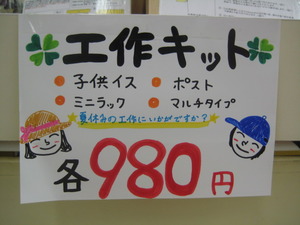 工作キット
子供イス
ポスト
ミニラック
マルチタイプ
夏休みの工作にいかがですか？
各980円